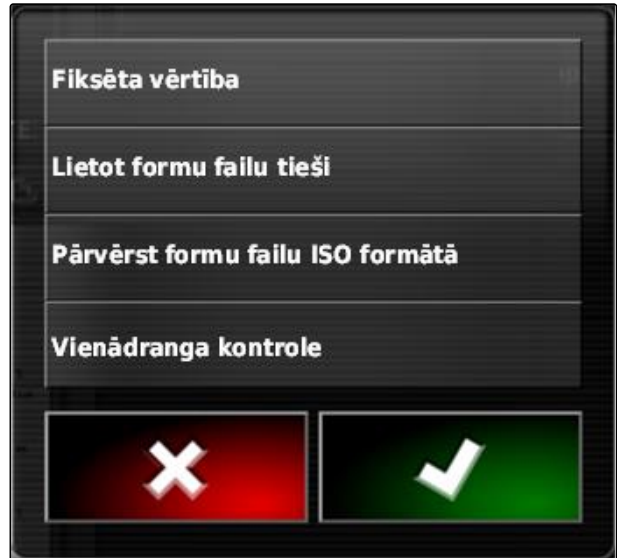 Fiksēta vērtība
Lietot formu failu tieši
Pārvērst formu failu ISO formātā
Vienādranga kontrole